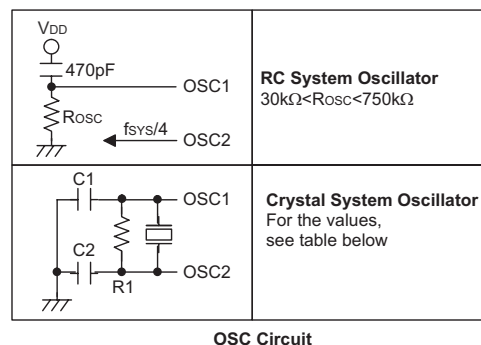 VDD
470pF
OSC1
ROSC
fSYS/4
OSC2
RC System Oscillator
30kΩ<ROSC<750kΩ
C1
OSC1
C2
R1
OSC2
Crystal System Oscillator
For the values,
see table below
OSC Circuit